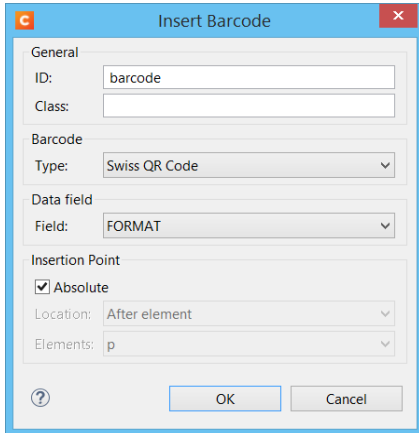 C
Insert Barcode
×
General
ID: barcode
Class:
Barcode
Type: Swiss QR Code
Data field
Field: FORMAT
Insertion Point
Absolute
Location: After element
Elements: p
? OK Cancel